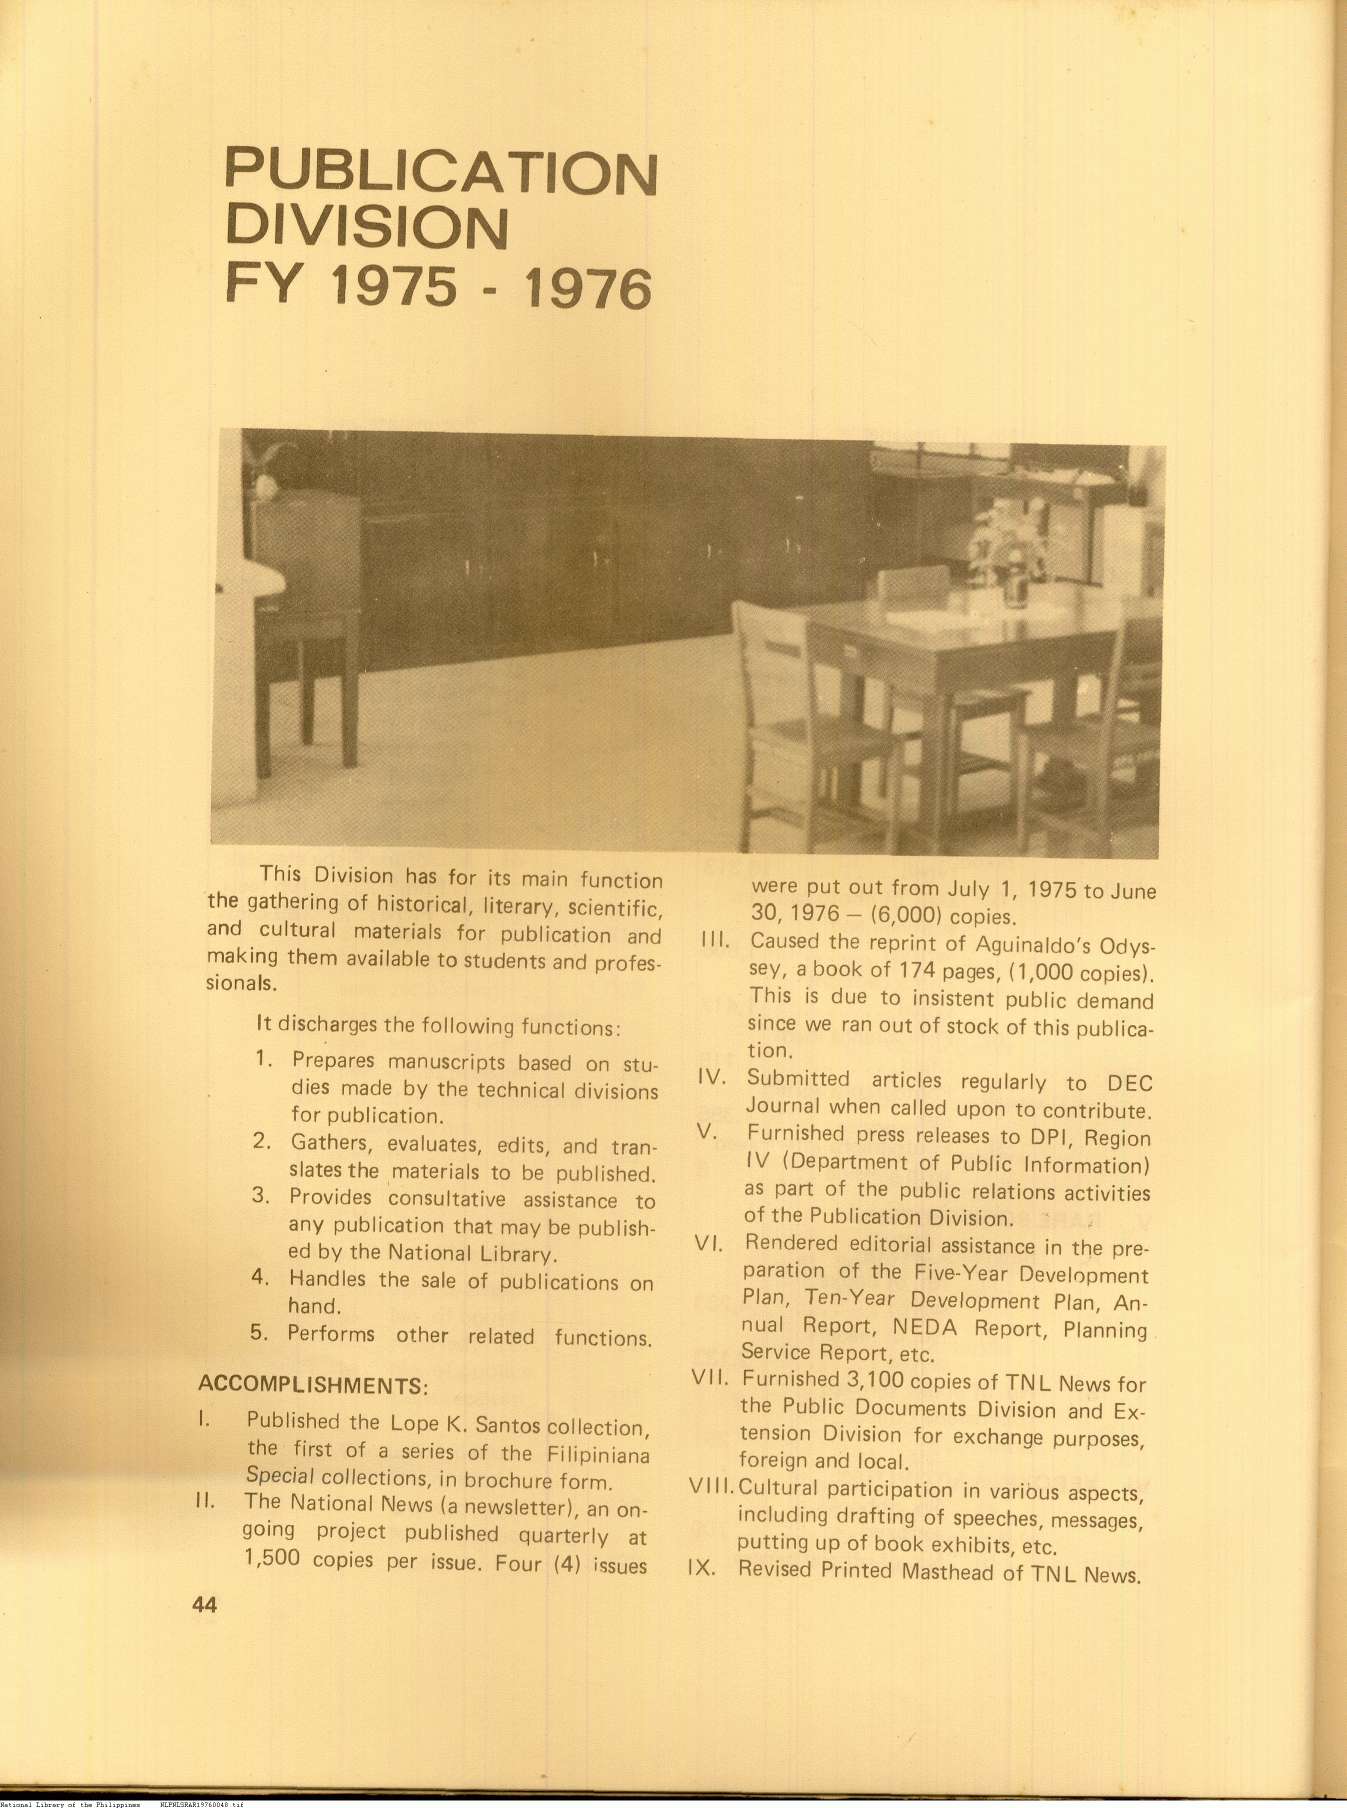 PUBLICATION
DIVISION
FY 1975 - 1976
This Division has for its main function
the gathering of historical, literary, scientific,
and cultural materials for publication and
making them available to students and profes-
sionals.
It discharges the following functions:
1. Prepares manuscripts based on stu-
dies made by the technical divisions
for publication.
2. Gathers, evaluates, edits, and tran-
slates the materials to be published.
3. Provides consultative assistance to
any publication that may be publish-
ed by the National Library.
4. Handles the sale of publications on
hand.
5. Performs other related functions.
ACCOMPLISHMENTS:
I. Published the Lope K. Santos collection,
the first of a series of the Filipiniana
Special collections, in brochure form.
II. The National News (a newsletter), an on-
going project published quarterly at
1,500 copies per issue. Four (4) issues
44
were put out from July 1, 1975 to June
30, 1976 — (6,000) copies.
III. Caused the reprint of Aguinaldo's Odys-
sey, a book of 174 pages, (1,000 copies).
This is due to insistent public demand
since we ran out of stock of this publica-
tion.
IV. Submitted articles regularly to DEC
Journal when called upon to contribute.
V. Furnished press releases to DPI, Region
IV (Department of Public Information)
as part of the public relations activities
of the Publication Division.
VI. Rendered editorial assistance in the pre-
paration of the Five-Year Development
Plan, Ten-Year Development Plan, An-
nual Report, NEDA Report, Planning
Service Report, etc.
VII. Furnished 3,100 copies of TNL News for
the Public Documents Division and Ex-
tension Division for exchange purposes,
foreign and local.
VIII. Cultural participation in various aspects,
including drafting of speeches, messages,
putting up of book exhibits, etc.
IX. Revised Printed Masthead of TNL News.
National Library of the Philippines NLPNLSRAR19760048.tif